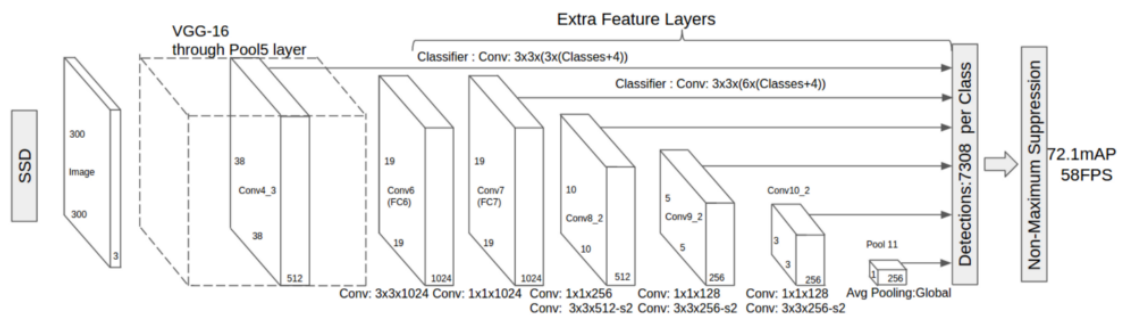 Extra Feature Layers
VGG-16
through Pool5 layer
Classifier : Conv: 3x3x(3x(Classes+4))
Classifier : Conv: 3x3x(6x(Classes+4))
SSD
300
Image
300
3
38
Conv4_3
38
512
19
Conv6
(FC6)
19
1024
19
Conv7
(FC7)
19
1024
10
Conv8_2
10
512
5
Conv9_2
5
256
Conv10_2
3
3
256
Pool 11
1
256
Conv: 3x3x1024
Conv: 1x1x1024
Conv: 1x1x256
Conv: 3x3x512-s2
Conv: 1x1x128
Conv: 3x3x256-s2
Conv: 1x1x128
Conv: 3x3x256-s2
Avg Pooling:Global
Detections:7308 per Class
Non-Maximum Suppression
72.1mAP
58FPS